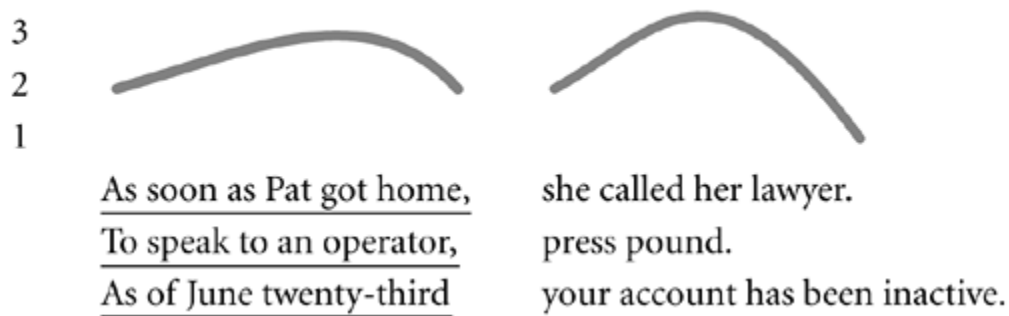 3
2
1
As soon as Pat got home, she called her lawyer.
To speak to an operator, press pound.
As of June twenty-third your account has been inactive.